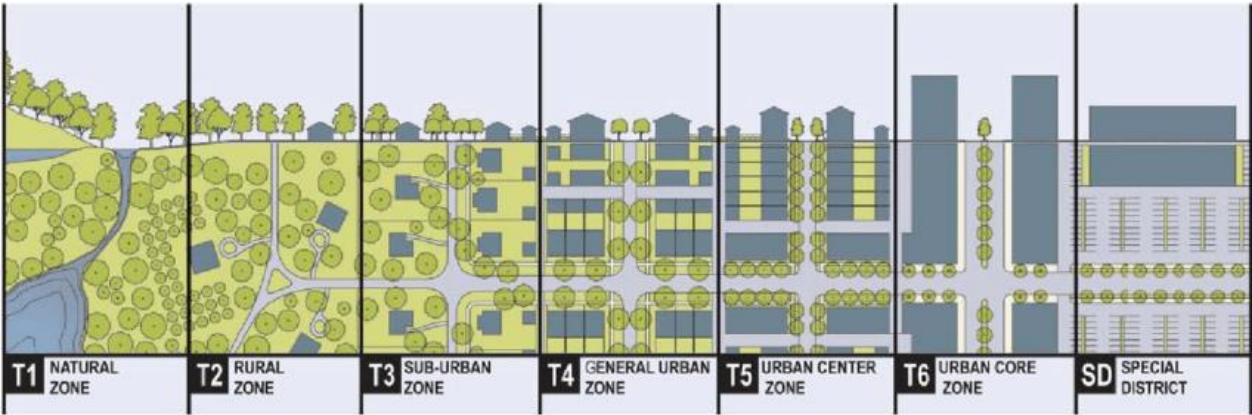 T1 NATURAL
ZONE
T2 RURAL
ZONE
T3 SUB-URBAN
ZONE
T4 GENERAL URBAN
ZONE
T5 URBAN CENTER
ZONE
T6 URBAN CORE
ZONE
SD SPECIAL
DISTRICT